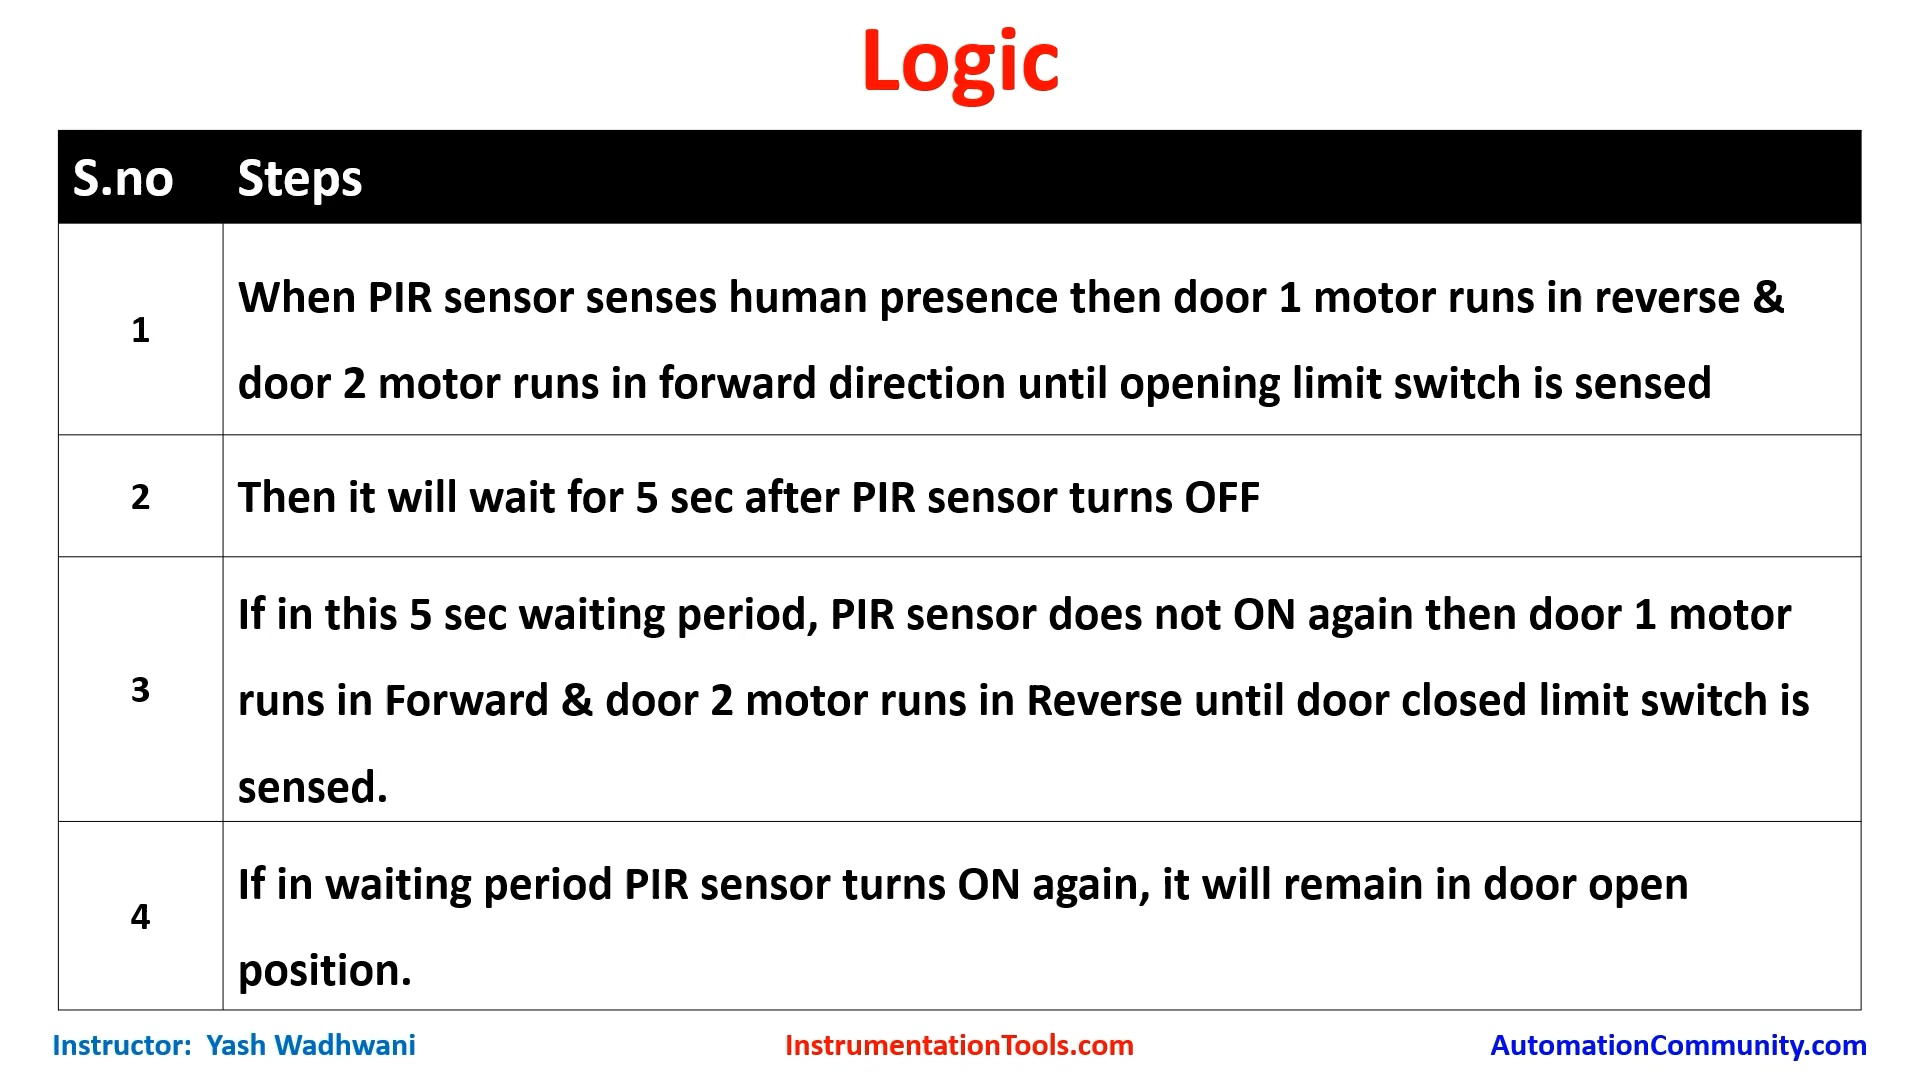 Logic
S.no Steps
1
When PIR sensor senses human presence then door 1 motor runs in reverse &
door 2 motor runs in forward direction until opening limit switch is sensed
2
Then it will wait for 5 sec after PIR sensor turns OFF
3
If in this 5 sec waiting period, PIR sensor does not ON again then door 1 motor
runs in Forward & door 2 motor runs in Reverse until door closed limit switch is
sensed.
4
If in waiting period PIR sensor turns ON again, it will remain in door open
position.
Instructor: Yash Wadhwani
InstrumentationTools.com
AutomationCommunity.com